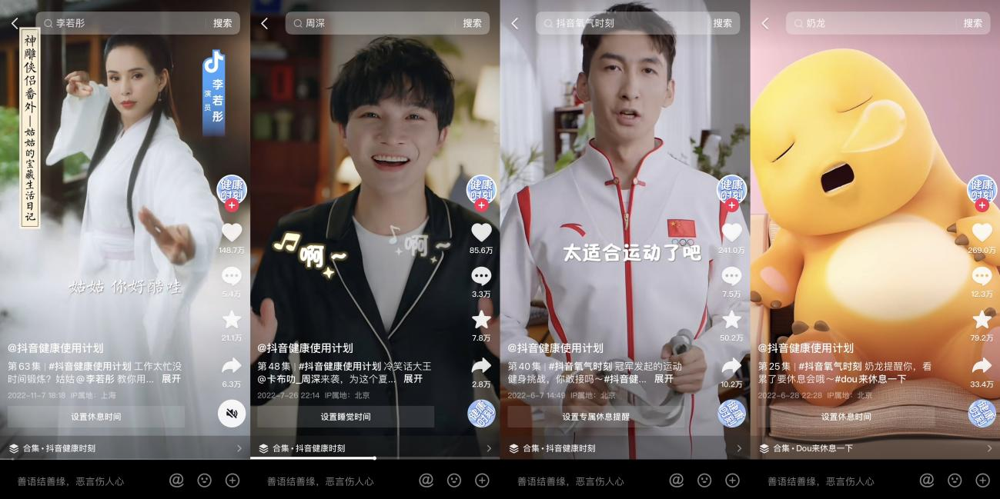 李若彤
搜索
神雕侠侣番外—姑姑的宝藏生活日记
李若彤
演员
健康
时刻
148.7万
姑姑 你好酷哇
5.4万
21.1万
@抖音健康使用计划
第63集 | #抖音健康使用计划 工作太忙没
时间锻炼？姑姑@李若彤 教你用... 展开
6.3万
2022-11-7 18:18 IP属地：上海
设置休息时间
合集 • 抖音健康时刻
善语结善缘，恶言伤人心
周深
搜索
健康
时刻
85.6万
啊~
啊~
3.3万
7.8万
@抖音健康使用计划
第48集 | #抖音健康使用计划 冷笑话大王
@卡布叻_周深来袭，为这个夏... 展开
2.8万
2022-7-26 22:14 IP属地：北京
设置睡觉时间
健康
时刻
合集 • 抖音健康时刻
善语结善缘，恶言伤人心
抖音氧气时刻
搜索
健康
时刻
241.0万
太适合运动了吧
7.5万
50.2万
@抖音健康使用计划
第40集 | #抖音氧气时刻 冠军发起的运动
健身挑战，你敢接吗～#抖音健... 展开
10.2万
2022-6-7 14:49 IP属地：北京
设置专属休息提醒
健康
时刻
合集 • 抖音健康时刻
善语结善缘，恶言伤人心
奶龙
搜索
健康
时刻
269.0万
12.3万
79.2万
@抖音健康使用计划
第25集 | #抖音氧气时刻 奶龙提醒你，看
累了要休息会哦～#dou来休息一下
33.4万
2022-6-28 22:28 IP属地：北京
设置休息时间
健康
时刻
合集 • Dou来休息一下
善语结善缘，恶言伤人心